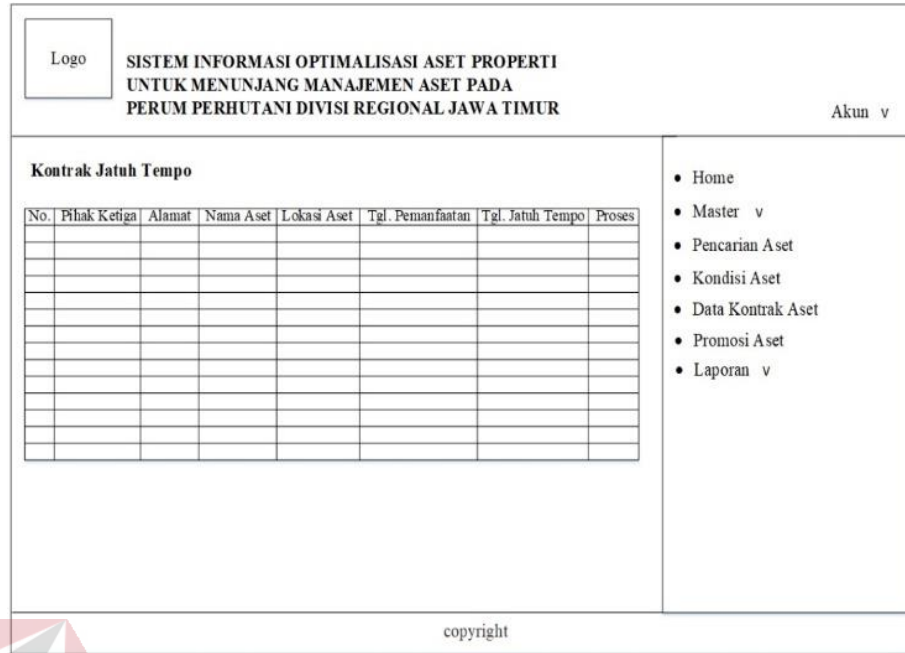 Logo
SISTEM INFORMASI OPTIMALISASI ASET PROPERTI
UNTUK MENUNJANG MANAJEMEN ASET PADA
PERUM PERHUTANI DIVISI REGIONAL JAWA TIMUR
Akun v
Kontrak Jatuh Tempo
No. Pihak Ketiga Alamat Nama Aset Lokasi Aset Tgl. Pemanfaatan Tgl. Jatuh Tempo Proses
• Home
• Master v
• Pencarian Aset
• Kondisi Aset
• Data Kontrak Aset
• Promosi Aset
• Laporan v
copyright